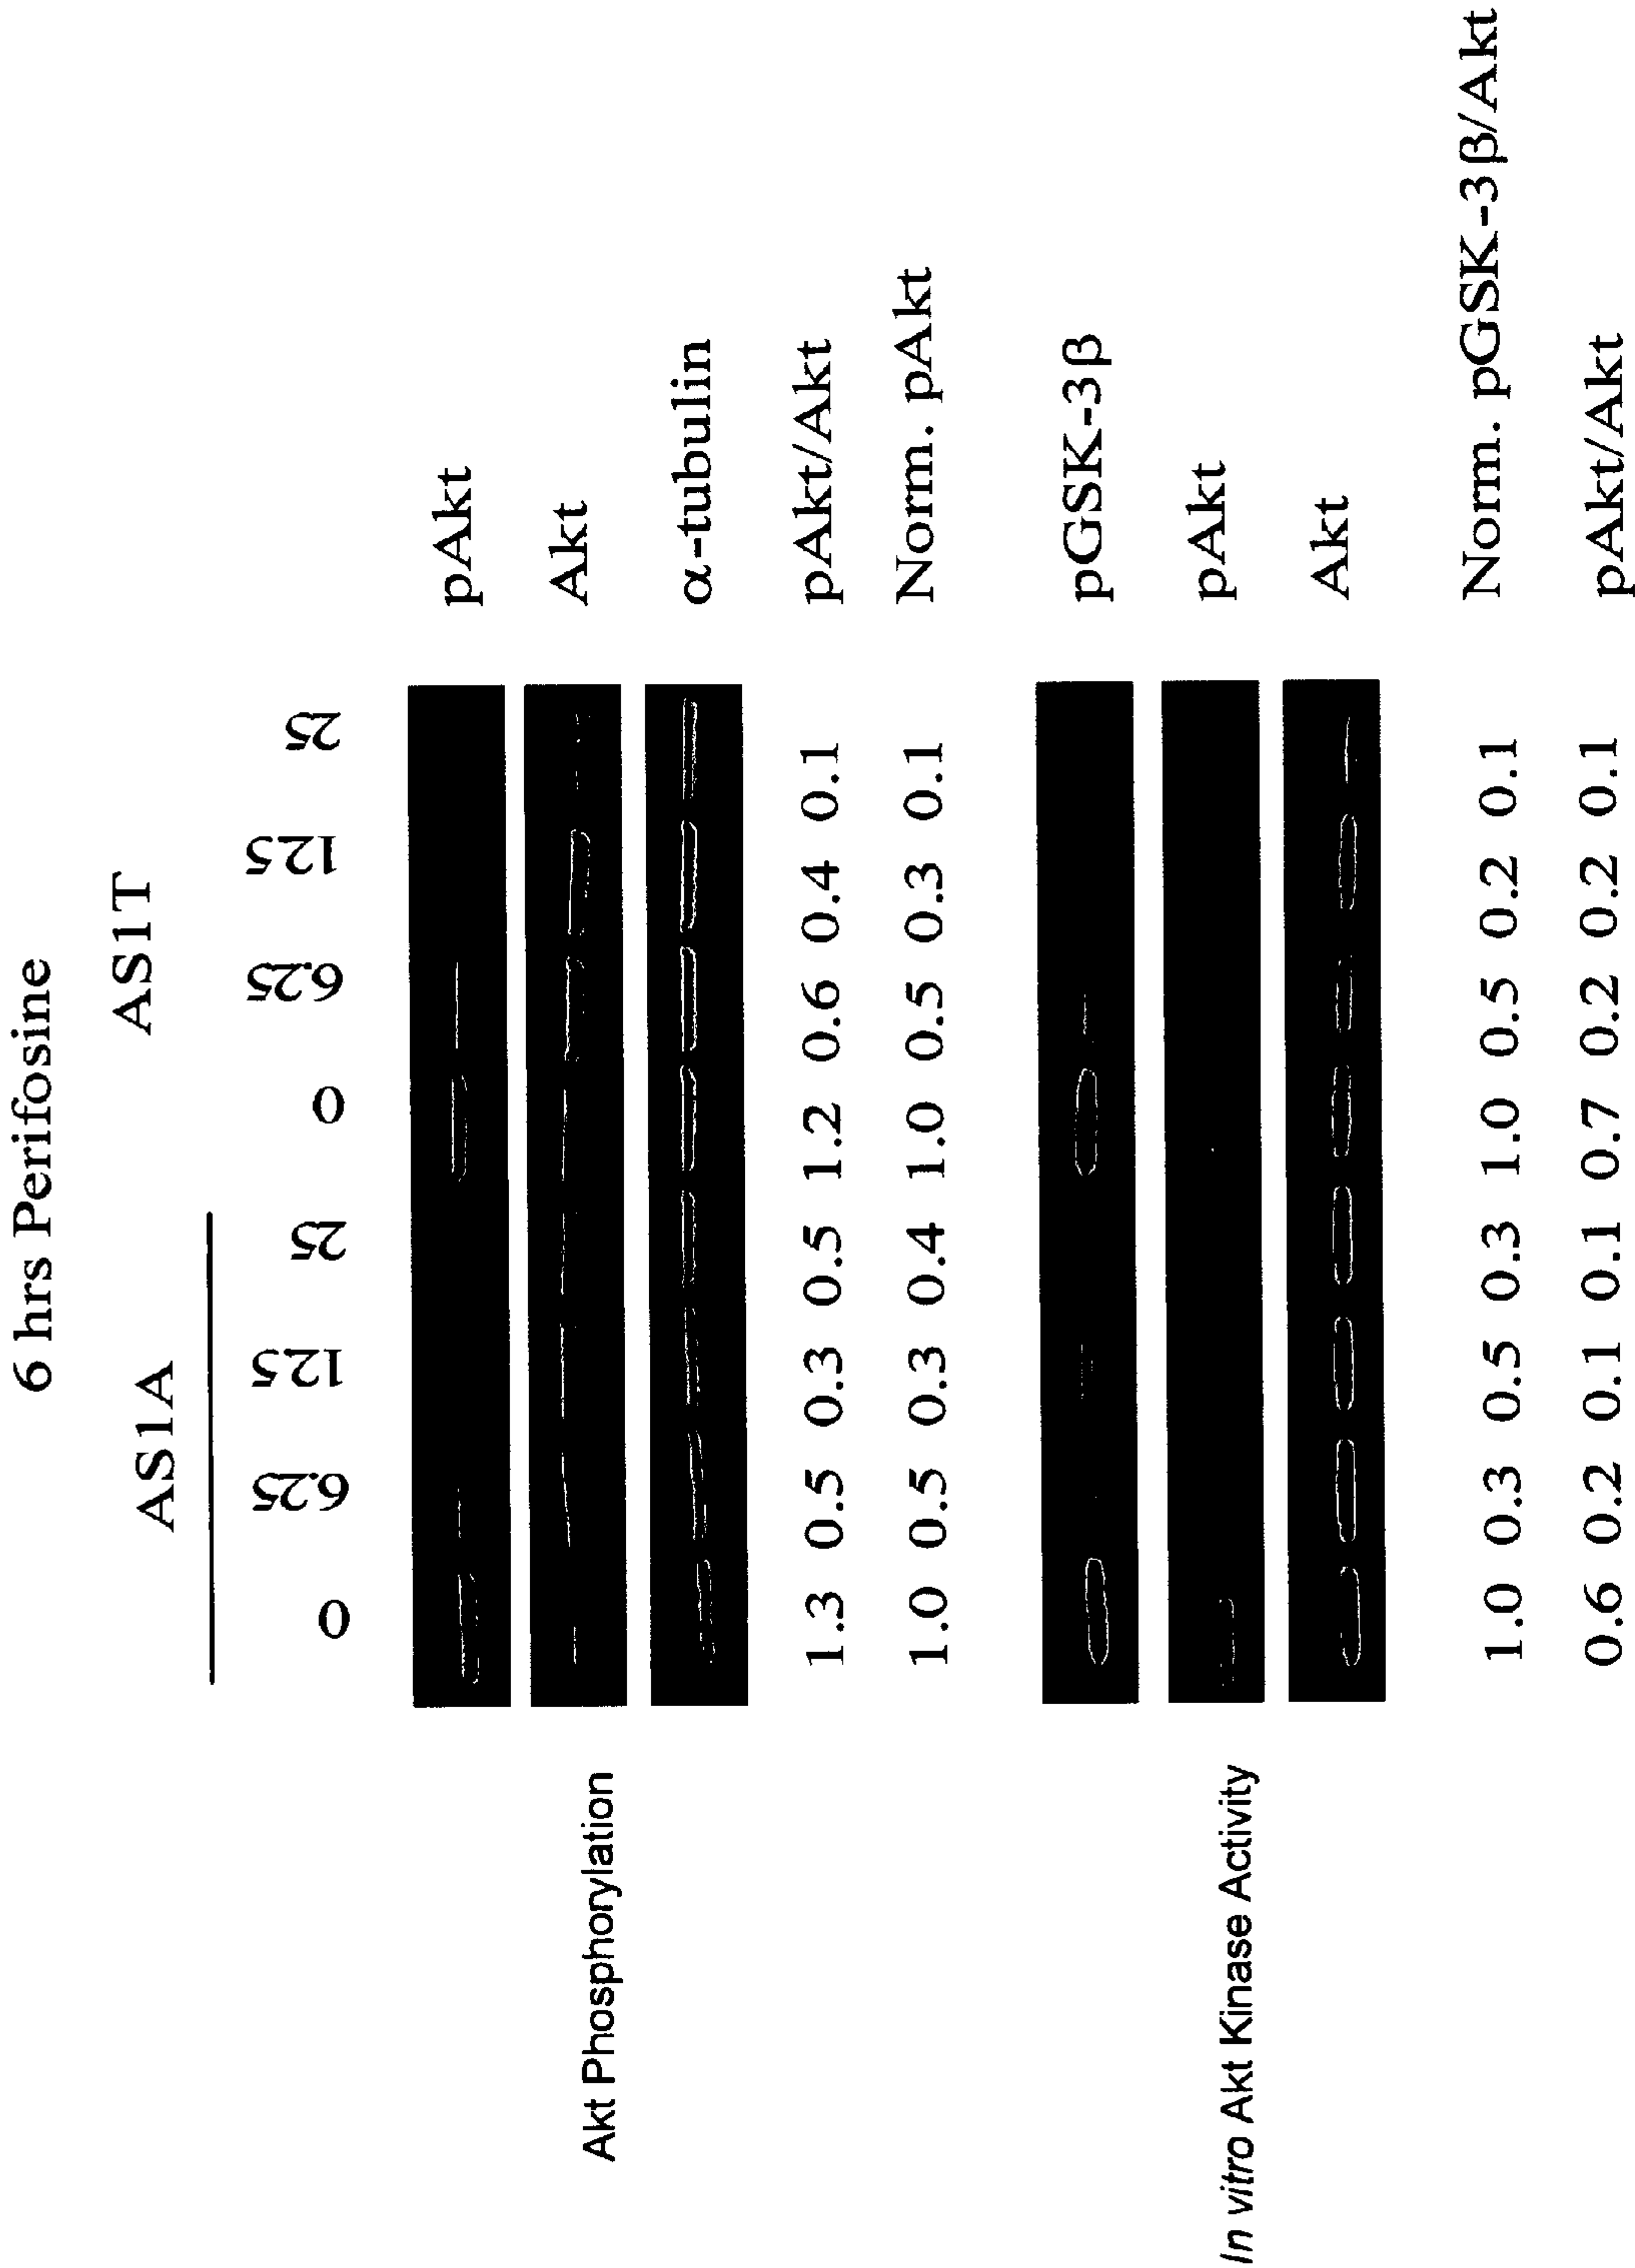 6 hrs Perifosine
AS1A AS1T
0 6.25 12.5 25 0 6.25 12.5 25
Akt Phosphorylation
pAkt
Akt
α-tubulin
1.3 0.5 0.3 0.5 1.2 0.6 0.4 0.1 pAkt/Akt
1.0 0.5 0.3 0.4 1.0 0.5 0.3 0.1 Norm. pAkt
In vitro Akt Kinase Activity
pGSK-3β
pAkt
Akt
1.0 0.3 0.5 0.3 1.0 0.5 0.2 0.1 Norm. pGSK-3β/Akt
0.6 0.2 0.1 0.1 0.7 0.2 0.2 0.1 pAkt/Akt